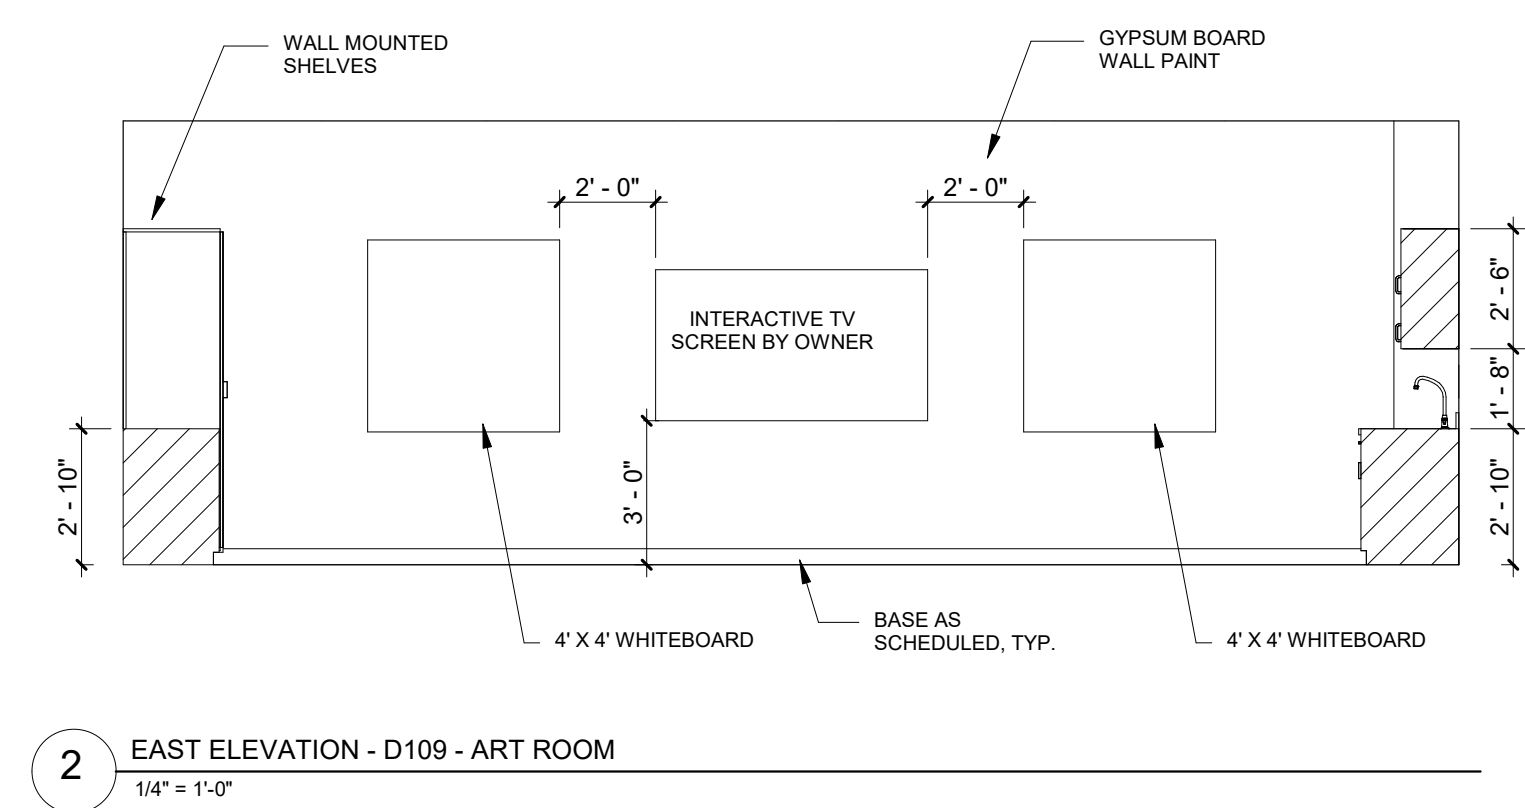 WALL MOUNTED
SHELVES
GYPSUM BOARD
WALL PAINT
2' - 0"
2' - 0"
INTERACTIVE TV
SCREEN BY OWNER
2' - 6"
1' - 8"
2' - 10"
3' - 0"
2' - 10"
4' X 4' WHITEBOARD
BASE AS
SCHEDULED, TYP.
4' X 4' WHITEBOARD
2
EAST ELEVATION - D109 - ART ROOM
1/4" = 1'-0"